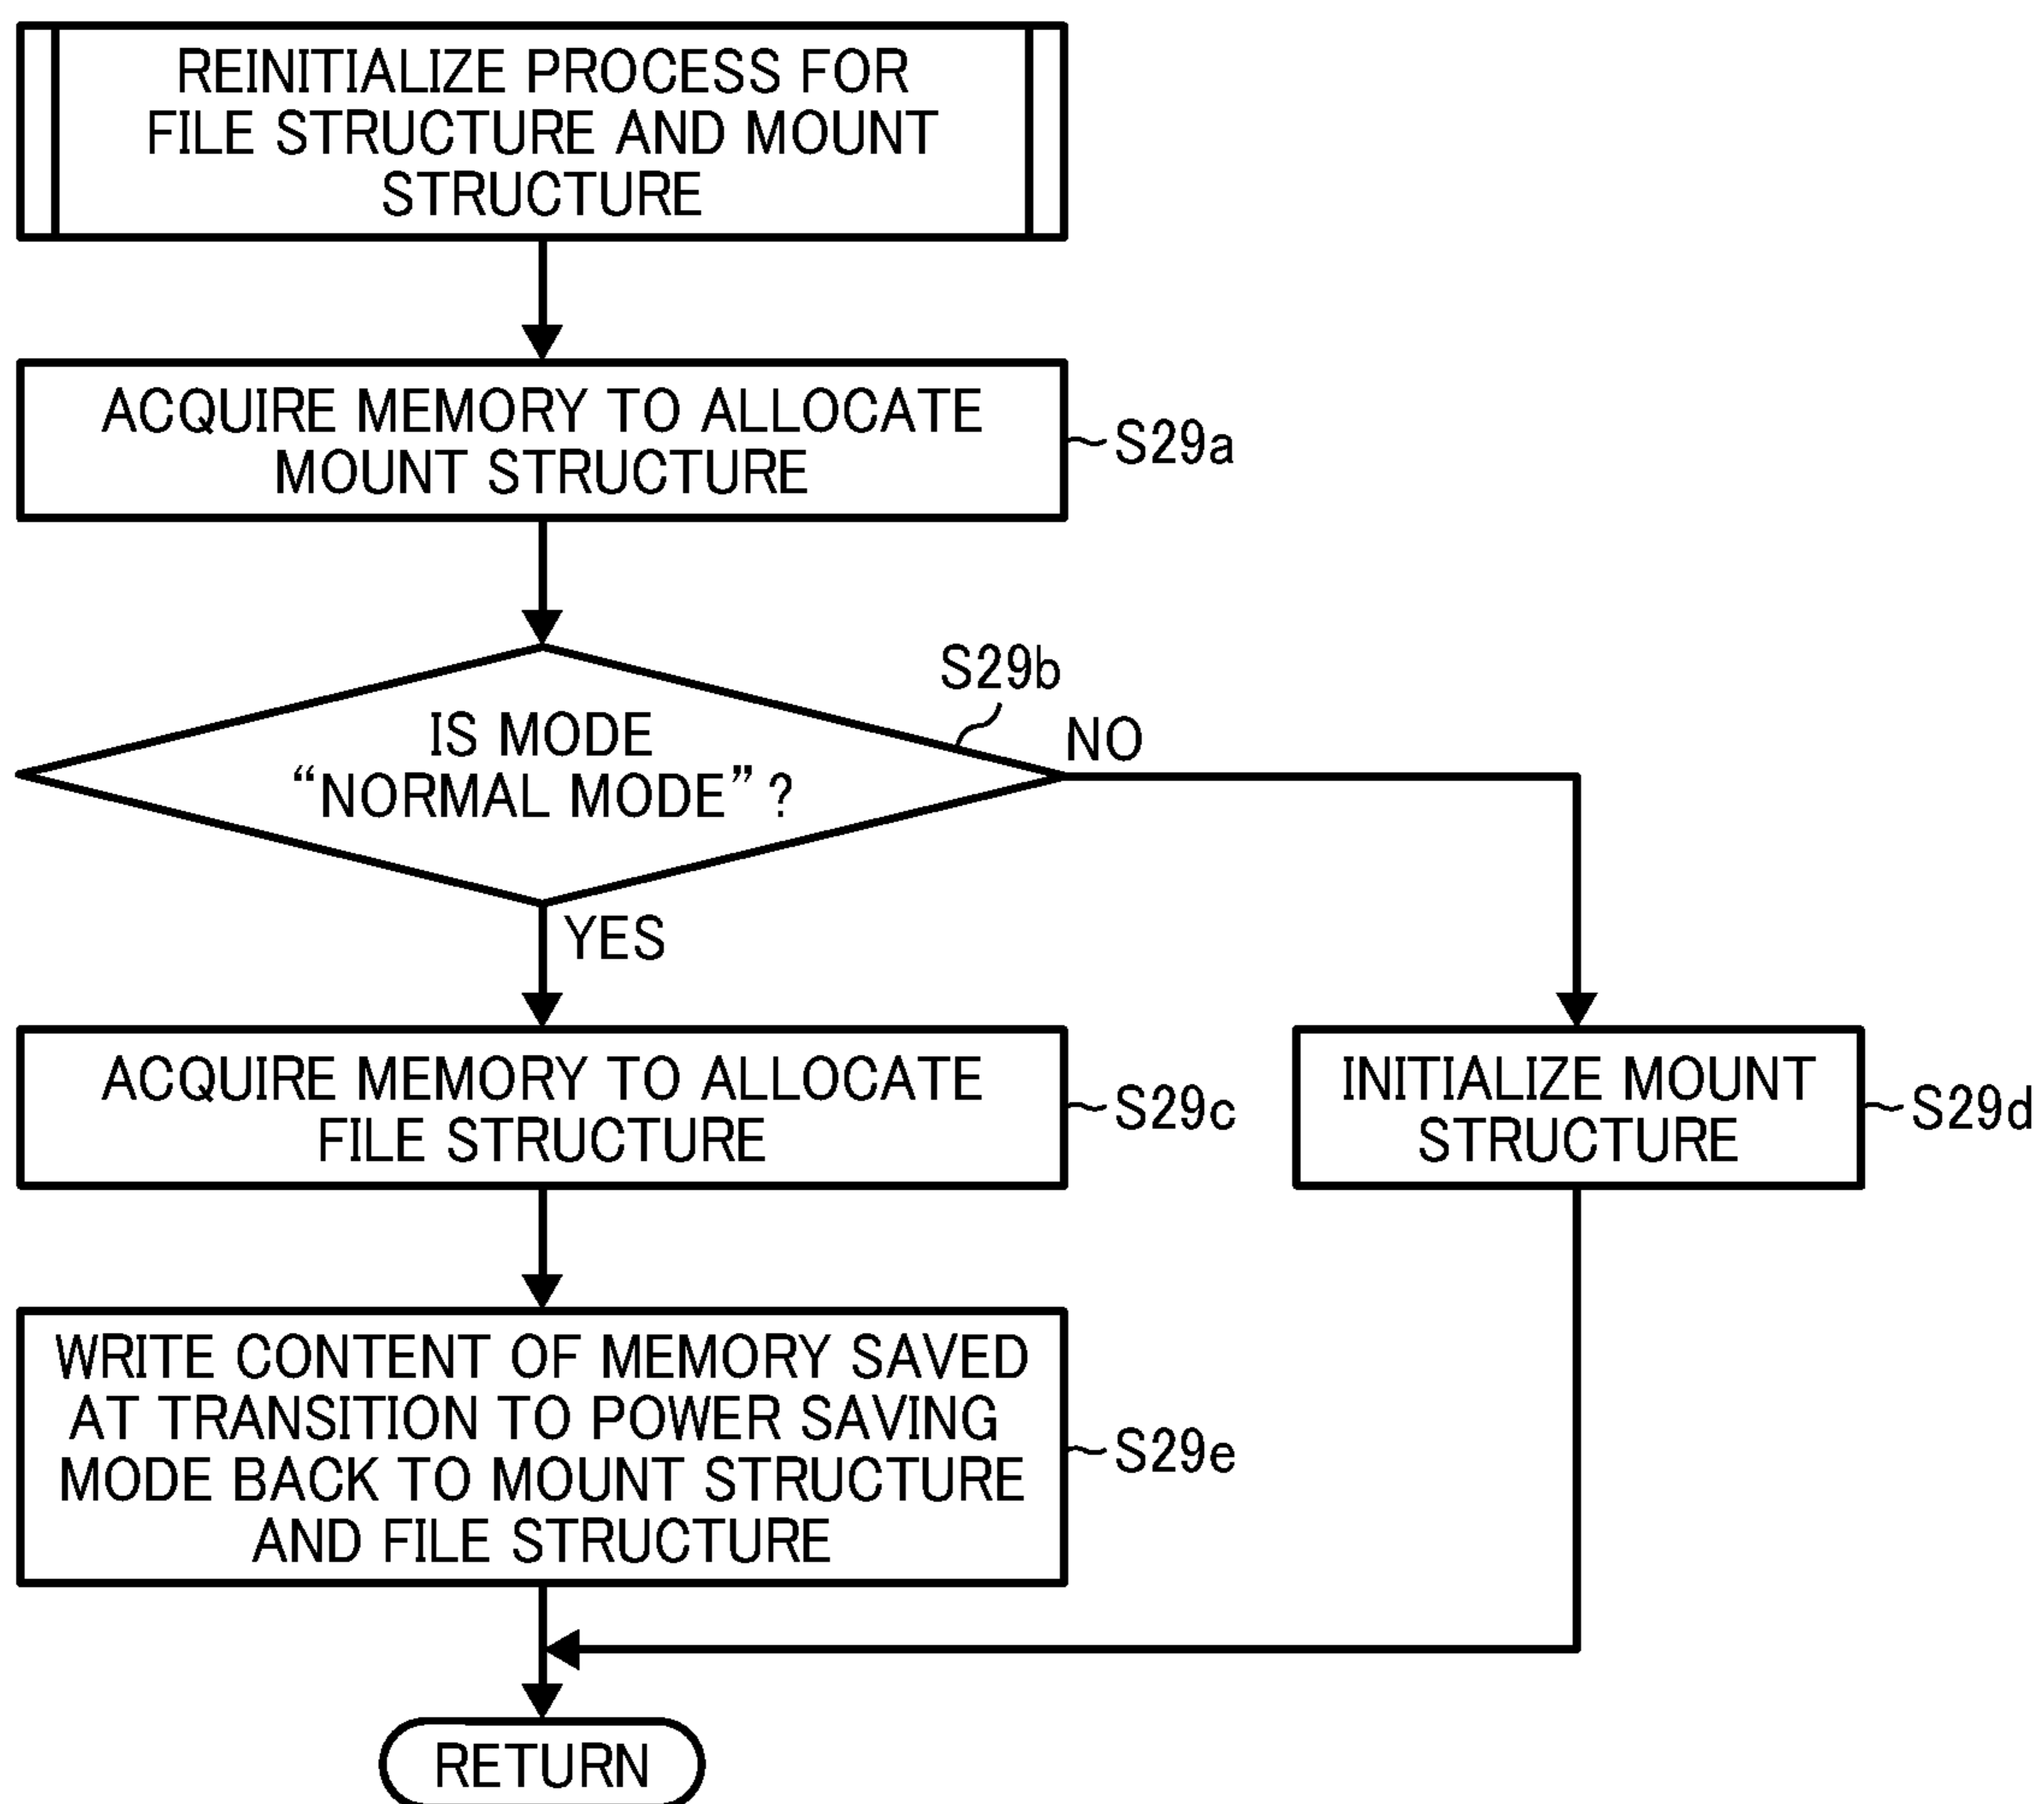 REINITIALIZE PROCESS FOR
FILE STRUCTURE AND MOUNT
STRUCTURE
ACQUIRE MEMORY TO ALLOCATE
MOUNT STRUCTURE
S29a
S29b
IS MODE
“NORMAL MODE” ?
NO
YES
ACQUIRE MEMORY TO ALLOCATE
FILE STRUCTURE
S29c
INITIALIZE MOUNT
STRUCTURE
S29d
WRITE CONTENT OF MEMORY SAVED
AT TRANSITION TO POWER SAVING
MODE BACK TO MOUNT STRUCTURE
AND FILE STRUCTURE
S29e
RETURN